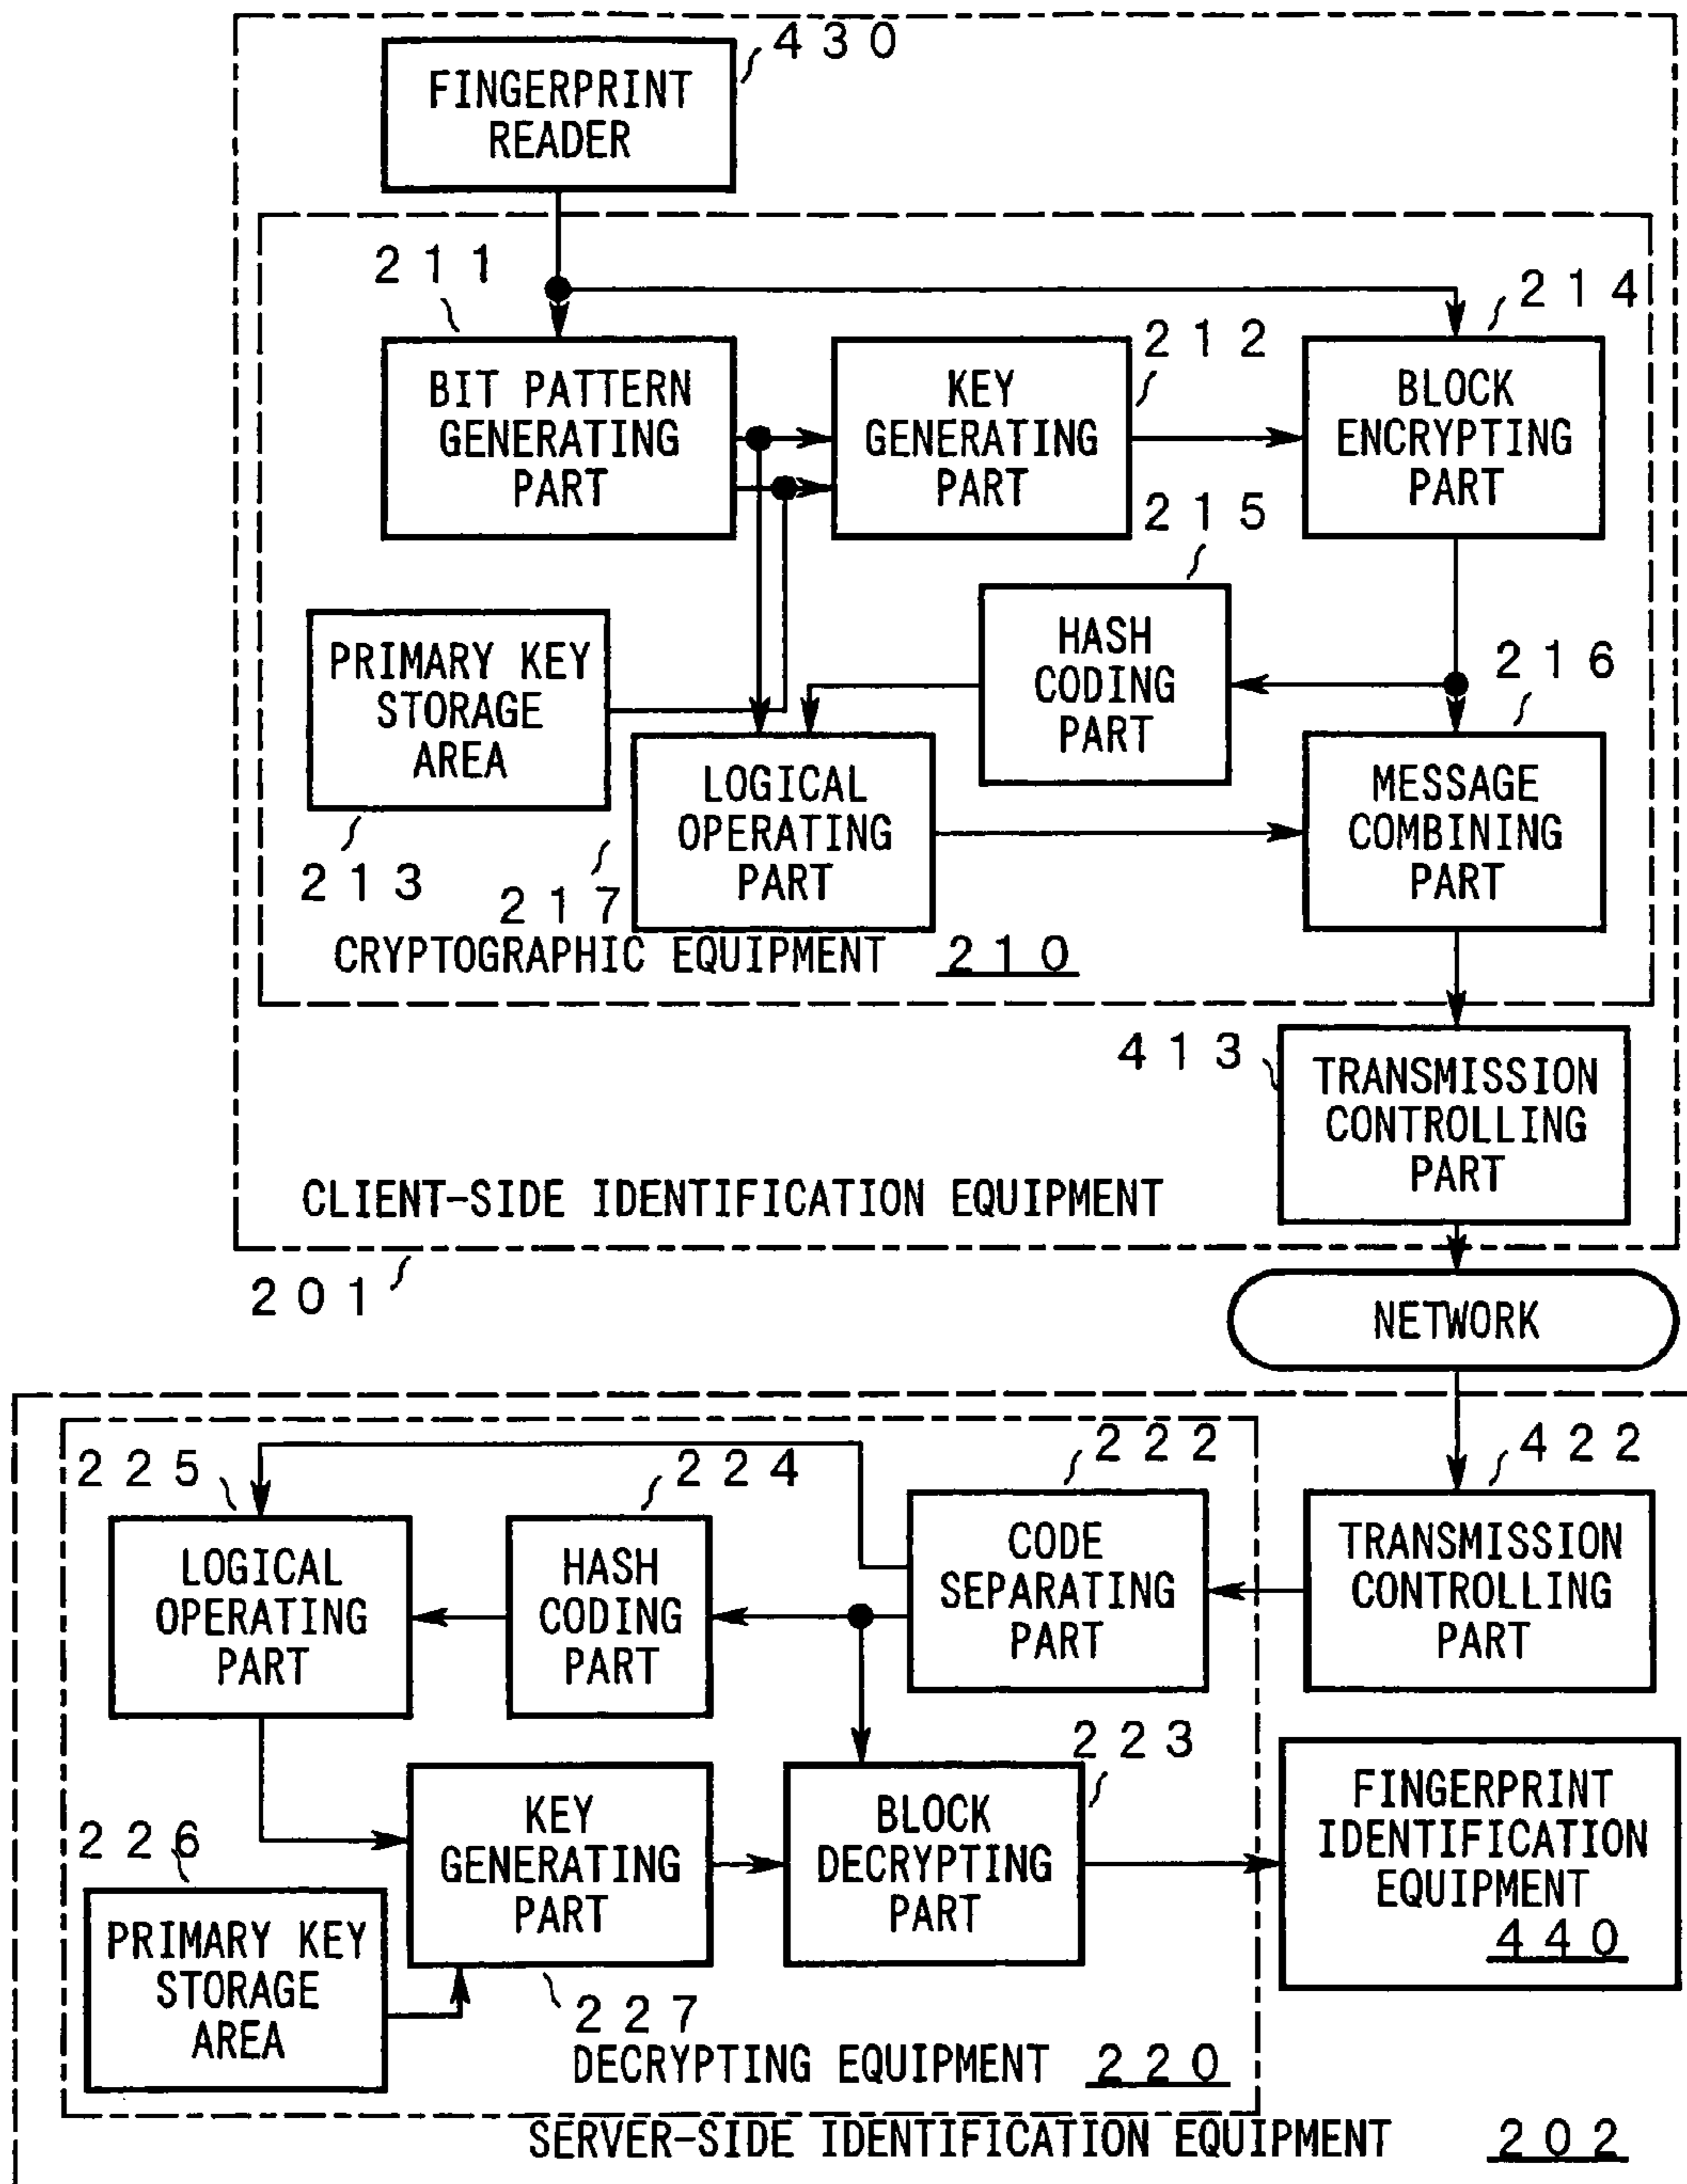 430
FINGERPRINT
READER
211
214
212
BIT PATTERN
GENERATING
PART
KEY
GENERATING
PART
BLOCK
ENCRYPTING
PART
215
PRIMARY KEY
STORAGE
AREA
HASH
CODING
PART
216
213
217
LOGICAL
OPERATING
PART
MESSAGE
COMBINING
PART
CRYPTOGRAPHIC EQUIPMENT 210
413
TRANSMISSION
CONTROLLING
PART
CLIENT-SIDE IDENTIFICATION EQUIPMENT
201
NETWORK
225
224
222
422
LOGICAL
OPERATING
PART
HASH
CODING
PART
CODE
SEPARATING
PART
TRANSMISSION
CONTROLLING
PART
223
226
KEY
GENERATING
PART
BLOCK
DECRYPTING
PART
FINGERPRINT
IDENTIFICATION
EQUIPMENT
440
PRIMARY KEY
STORAGE
AREA
227
DECRYPTING EQUIPMENT 220
SERVER-SIDE IDENTIFICATION EQUIPMENT 202